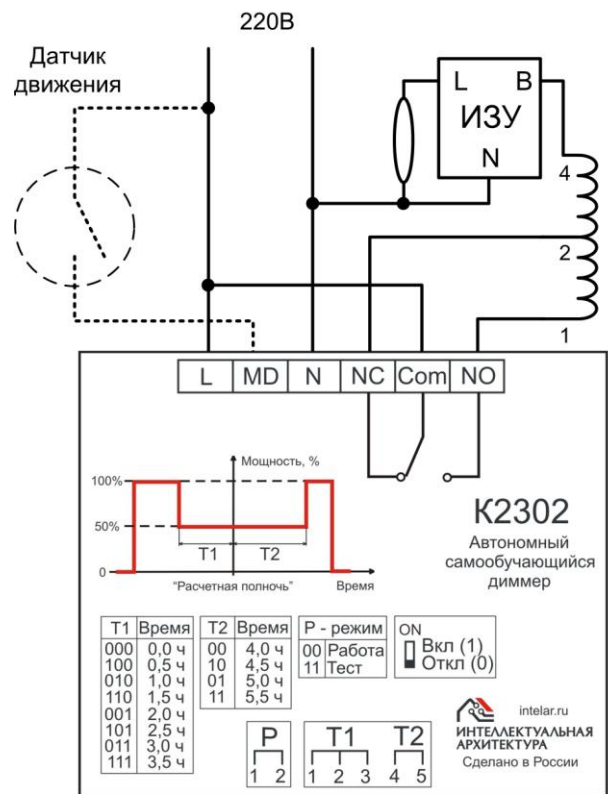 220В
Датчик
движения
L B
ИЗУ
N
4
2
1
L MD N NC Com NO
Мощность, %
100%
50%
0
T1 T2
"Расчетная полночь" Время
К2302
Автономный
самообучающийся
диммер
T1 Время
000 0,0 ч
100 0,5 ч
010 1,0 ч
110 1,5 ч
001 2,0 ч
101 2,5 ч
011 3,0 ч
111 3,5 ч
T2 Время
00 4,0 ч
10 4,5 ч
01 5,0 ч
11 5,5 ч
P - режим
00 Работа
11 Тест
ON
Вкл (1)
Откл (0)
P
1 2
T1 T2
1 2 3 4 5
intelar.ru
ИНТЕЛЛЕКТУАЛЬНАЯ
АРХИТЕКТУРА
Сделано в России